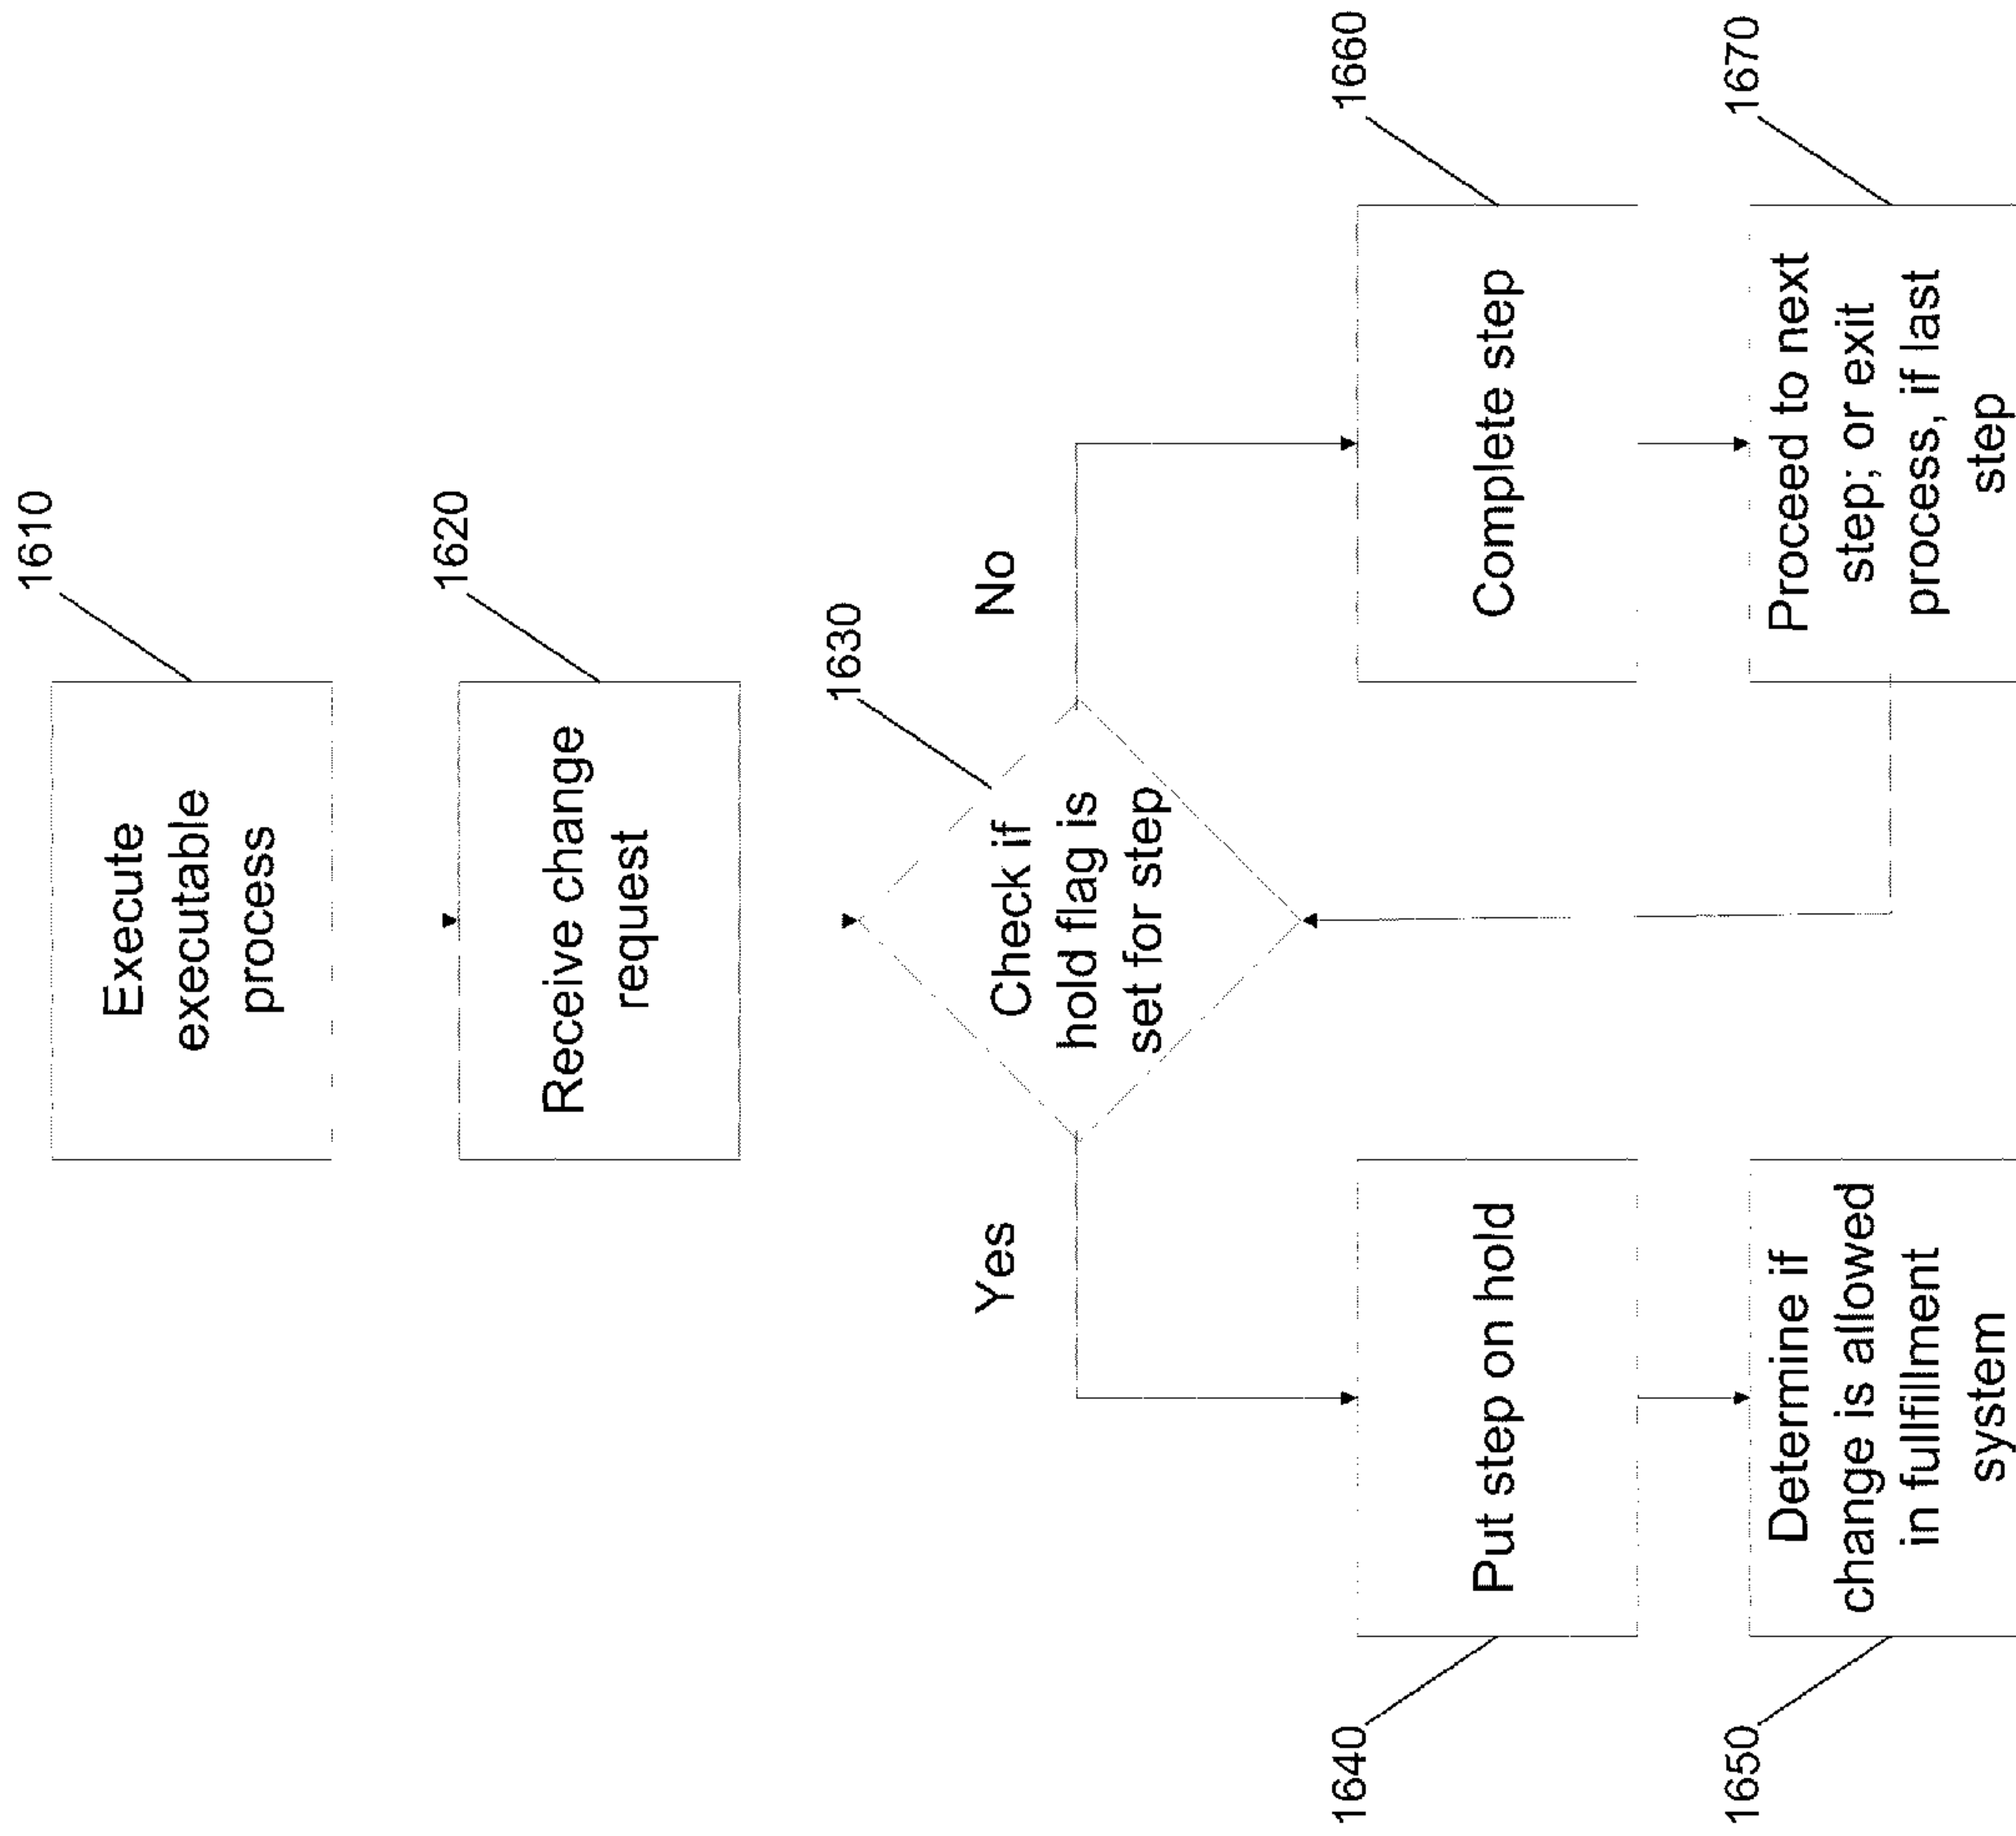 1610
Execute
executable
process
1620
Receive change
request
1630
Check if
hold flag is
set for step
Yes
No
1640
Put step on hold
1660
Complete step
1650
Determine if
change is allowed
in fullfillment
system
1670
Proceed to next
step; or exit
process, if last
step